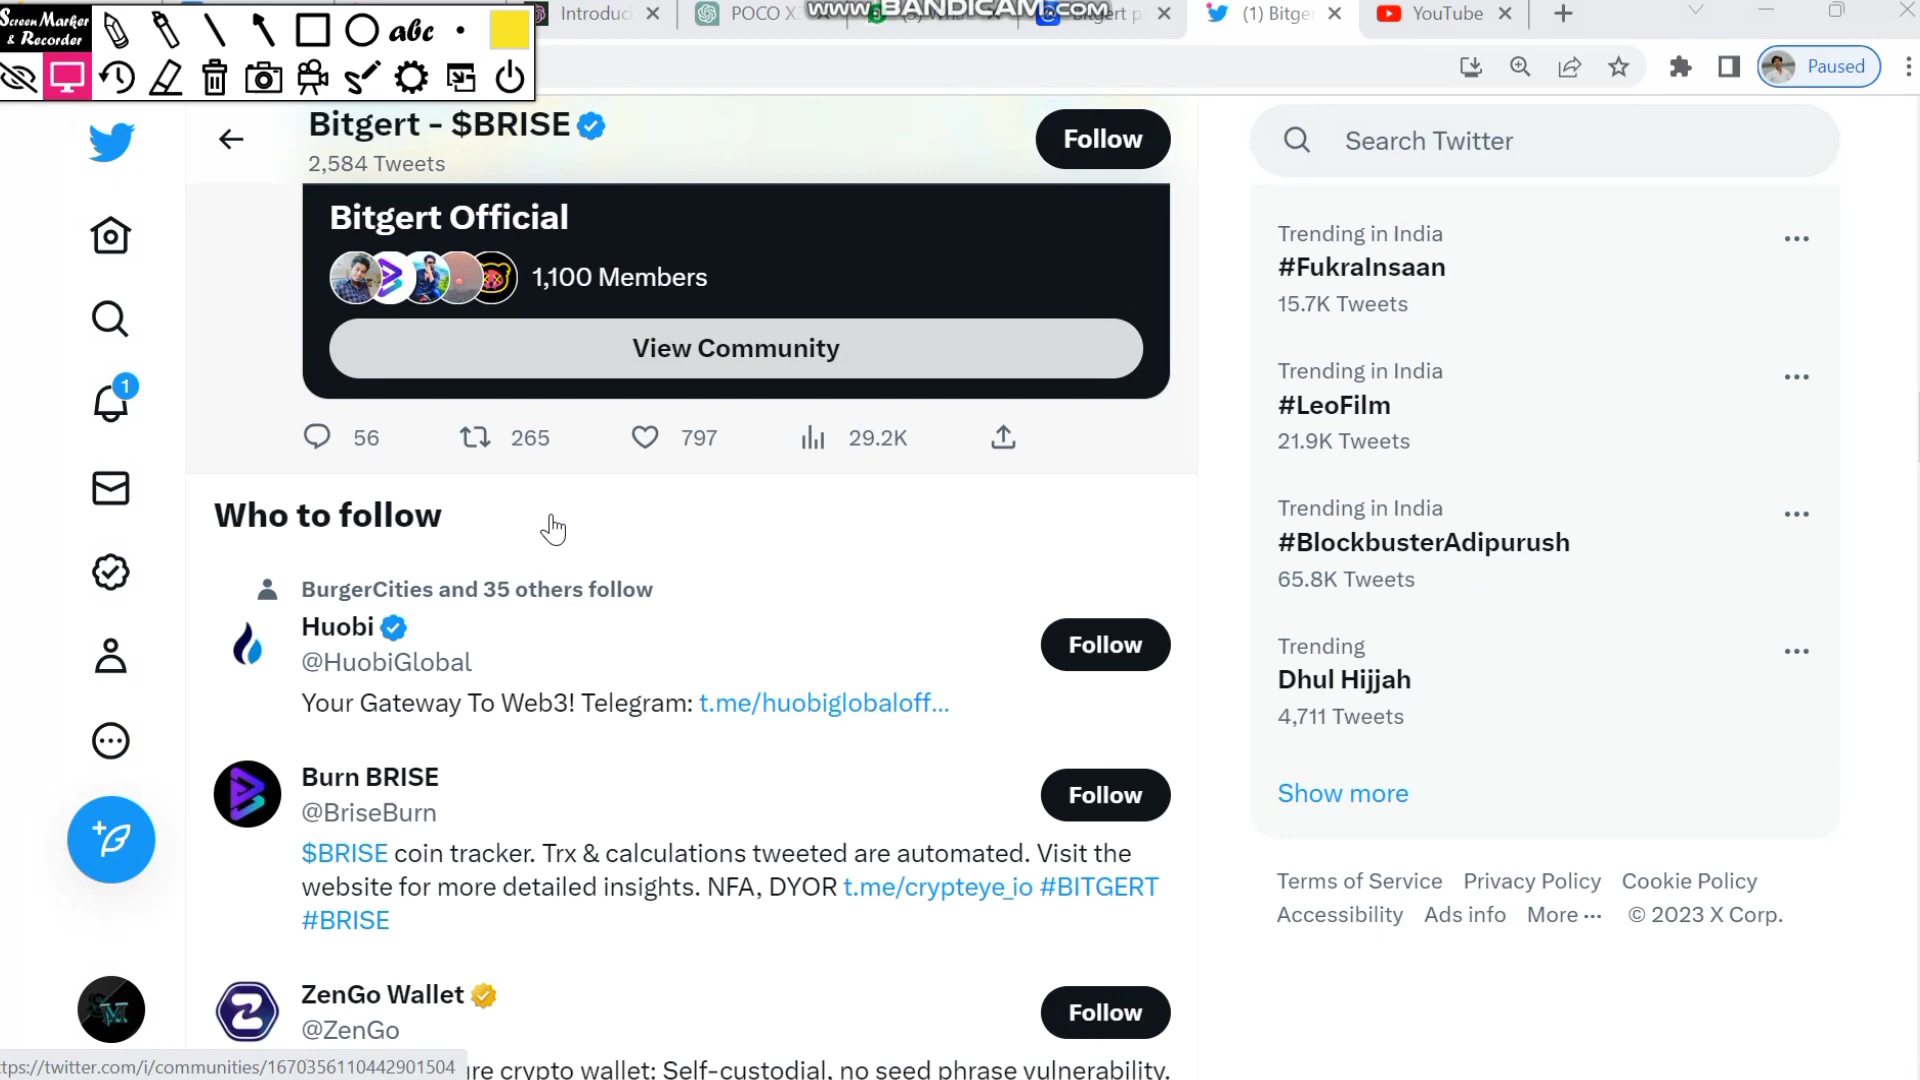 Screen Marker
& Recorder
abc
Introduc
POCO X
www.BANDICAM.com
(1) Bitge
YouTube
Paused
Bitgert - $BRISE
2,584 Tweets
Follow
Search Twitter
Bitgert Official
1,100 Members
View Community
56
265
797
29.2K
1
Who to follow
BurgerCities and 35 others follow
Huobi
@HuobiGlobal
Follow
Your Gateway To Web3! Telegram: t.me/huobiglobaloff...
Burn BRISE
@BriseBurn
Follow
$BRISE coin tracker. Trx & calculations tweeted are automated. Visit the
website for more detailed insights. NFA, DYOR t.me/crypteye_io #BITGERT
#BRISE
ZenGo Wallet
@ZenGo
Follow
ure crypto wallet: Self-custodial, no seed phrase vulnerability.
Trending in India
#FukraInsaan
15.7K Tweets
Trending in India
#LeoFilm
21.9K Tweets
Trending in India
#BlockbusterAdipurush
65.8K Tweets
Trending
Dhul Hijjah
4,711 Tweets
Show more
Terms of Service Privacy Policy Cookie Policy
Accessibility Ads info More ··· © 2023 X Corp.
tps://twitter.com/i/communities/1670356110442901504